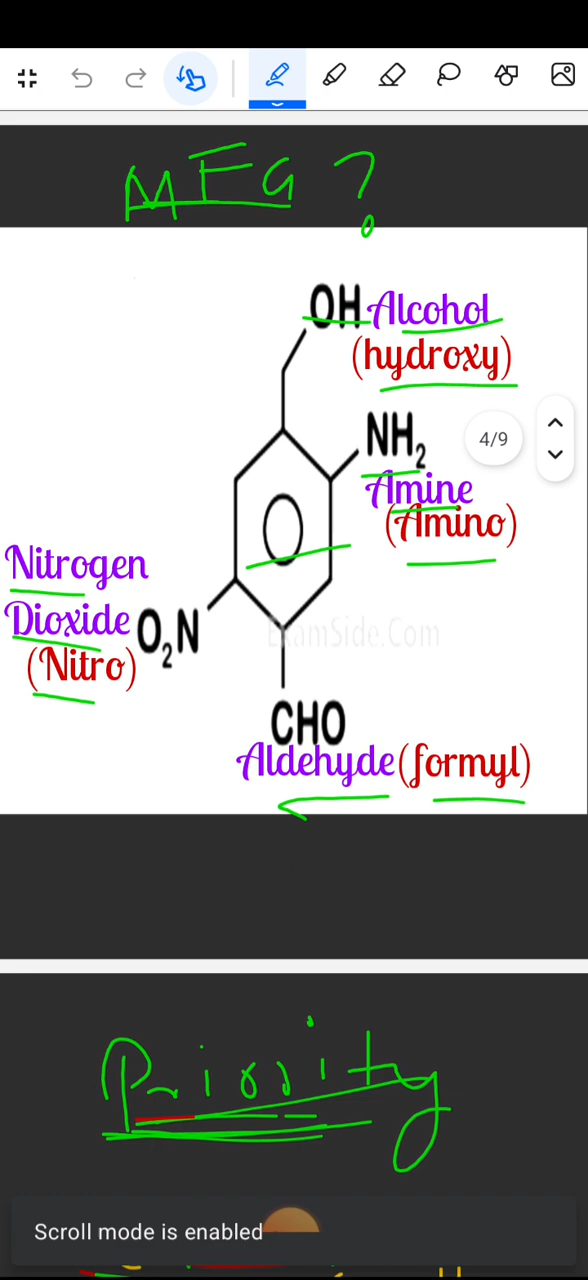 MFG?
OH Alcohol
(hydroxy)
NH2
4/9
Amine
(Amino)
Nitrogen
Dioxide O2N
ExamSide.Com
(Nitro)
CHO
Aldehyde (formyl)
Priority
Scroll mode is enabled